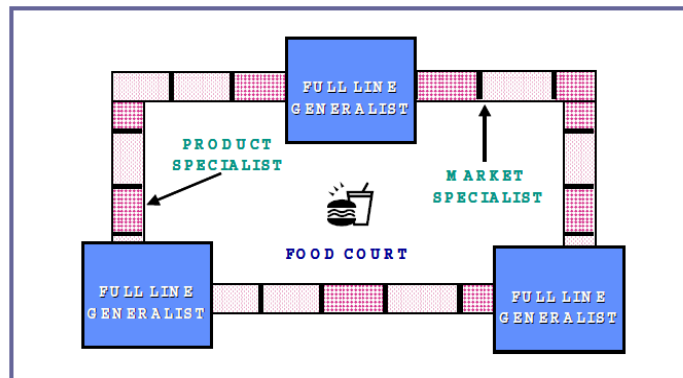 FULL LINE
GENERALIST
PRODUCT
SPECIALIST
MARKET
SPECIALIST
FOOD COURT
FULL LINE
GENERALIST
FULL LINE
GENERALIST